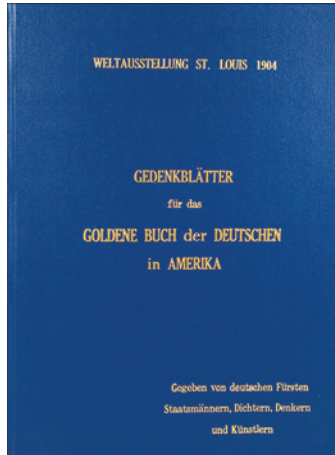 WELTAUSSTELLUNG ST. LOUIS 1904
GEDENKBLÄTTER
für das
GOLDENE BUCH der DEUTSCHEN
in AMERIKA
Gegeben von deutschen Fürsten
Staatsmännern, Dichtern, Denkern
und Künstlern